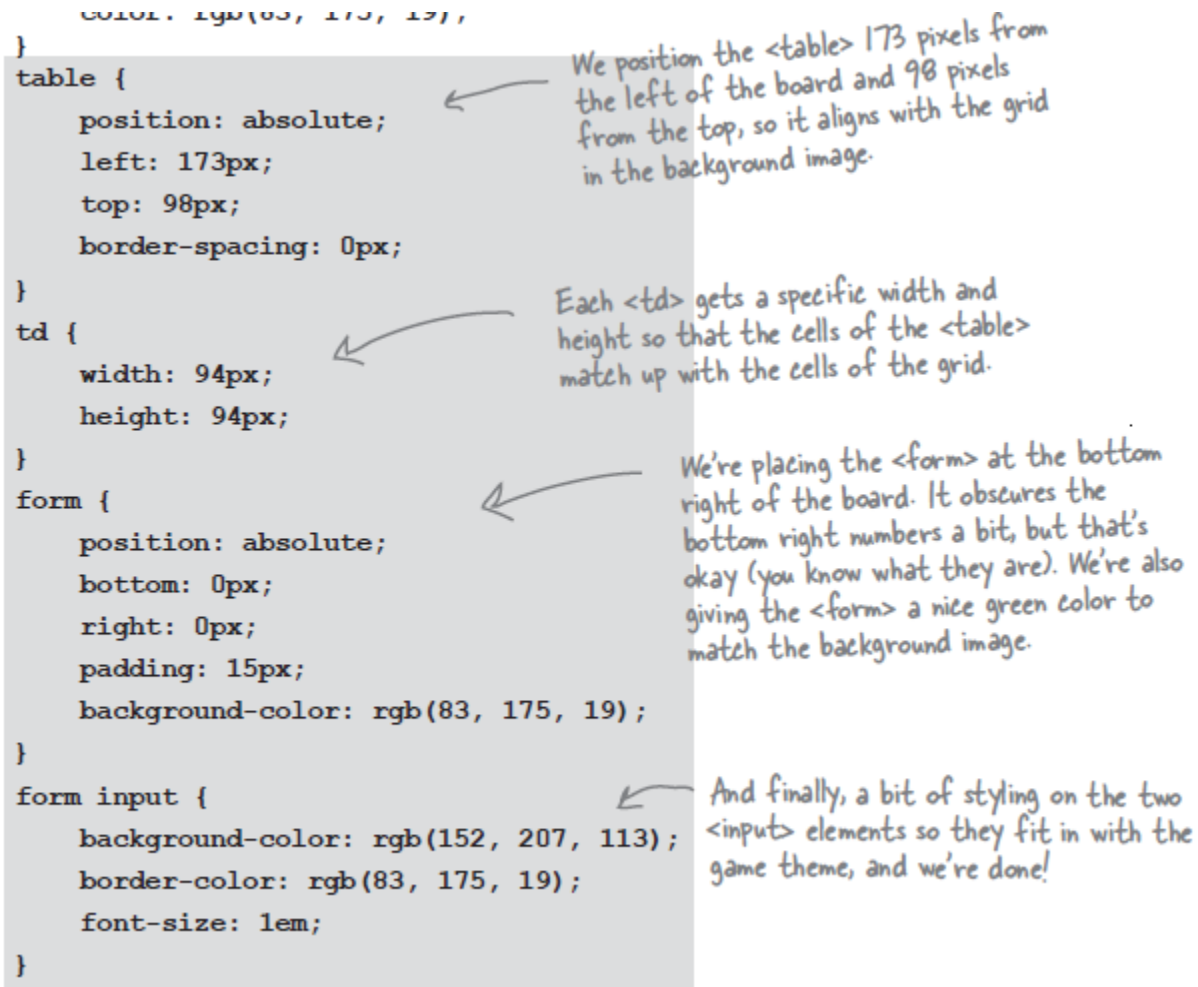 color: rgb(83, 175, 19);
}
table {
We position the <table> 173 pixels from
the left of the board and 98 pixels
from the top, so it aligns with the grid
in the background image.
position: absolute;
left: 173px;
top: 98px;
border-spacing: 0px;
}
Each <td> gets a specific width and
height so that the cells of the <table>
match up with the cells of the grid.
td {
width: 94px;
height: 94px;
}
We're placing the <form> at the bottom
right of the board. It obscures the
bottom right numbers a bit, but that's
okay (you know what they are). We're also
giving the <form> a nice green color to
match the background image.
form {
position: absolute;
bottom: 0px;
right: 0px;
padding: 15px;
background-color: rgb(83, 175, 19);
}
And finally, a bit of styling on the two
<input> elements so they fit in with the
game theme, and we're done!
form input {
background-color: rgb(152, 207, 113);
border-color: rgb(83, 175, 19);
font-size: 1em;
}